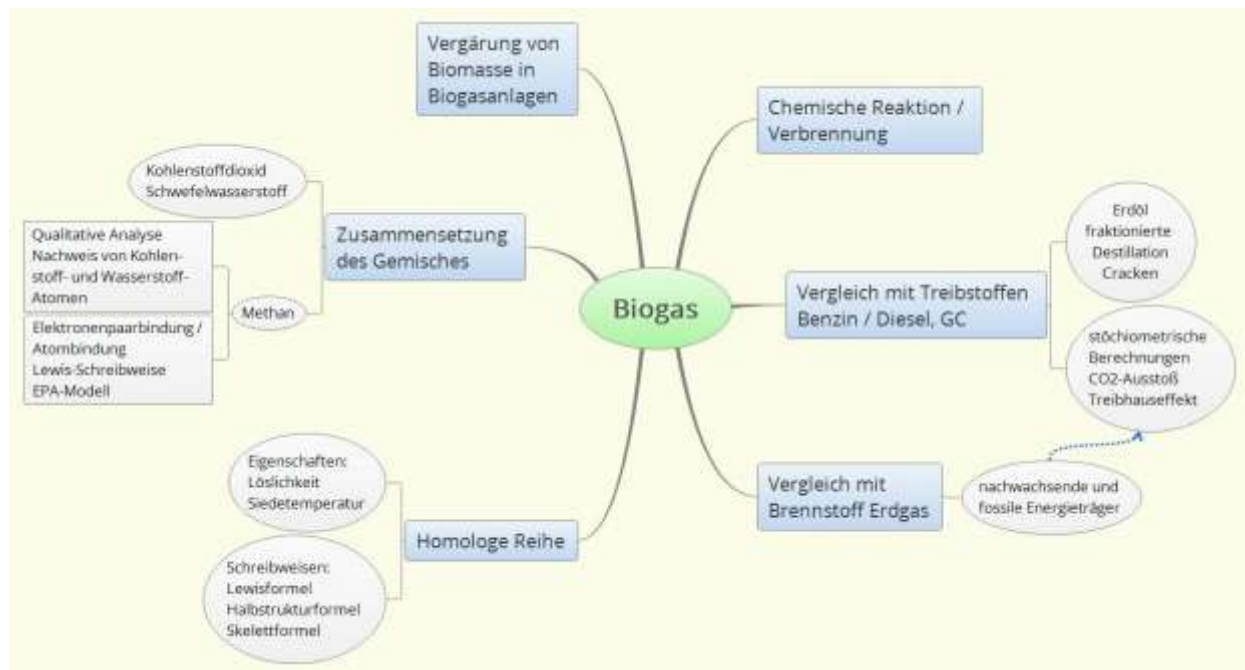 Vergärung von
Biomasse in
Biogasanlagen
Chemische Reaktion /
Verbrennung
Kohlenstoffdioxid
Schwefelwasserstoff
Zusammensetzung
des Gemisches
Qualitative Analyse
Nachweis von Kohlen-
stoff- und Wasserstoff-
Atomen
Methan
Elektronenpaarbindung /
Atombindung
Lewis-Schreibweise
EPA-Modell
Biogas
Vergleich mit Treibstoffen
Benzin / Diesel, GC
Erdöl
fraktionierte
Destillation
Cracken
stöchiometrische
Berechnungen
CO2-Ausstoß
Treibhauseffekt
Vergleich mit
Brennstoff Erdgas
nachwachsende und
fossile Energieträger
Eigenschaften:
Löslichkeit
Siedetemperatur
Homologe Reihe
Schreibweisen:
Lewisformel
Halbstrukturformel
Skelettformel